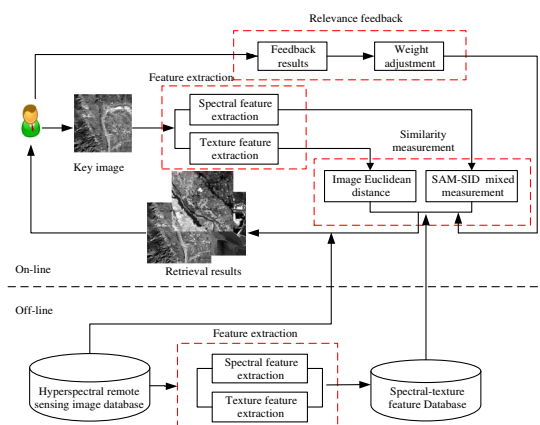 Relevance feedback
Feedback
results
Weight
adjustment
Feature extraction
Spectral feature
extraction
Texture feature
extraction
Key image
Similarity
measurement
Image Euclidean
distance
SAM-SID mixed
measurement
Retrieval results
On-line
Off-line
Feature extraction
Hyperspectral remote
sensing image database
Spectral feature
extraction
Texture feature
extraction
Spectral-texture
feature Database